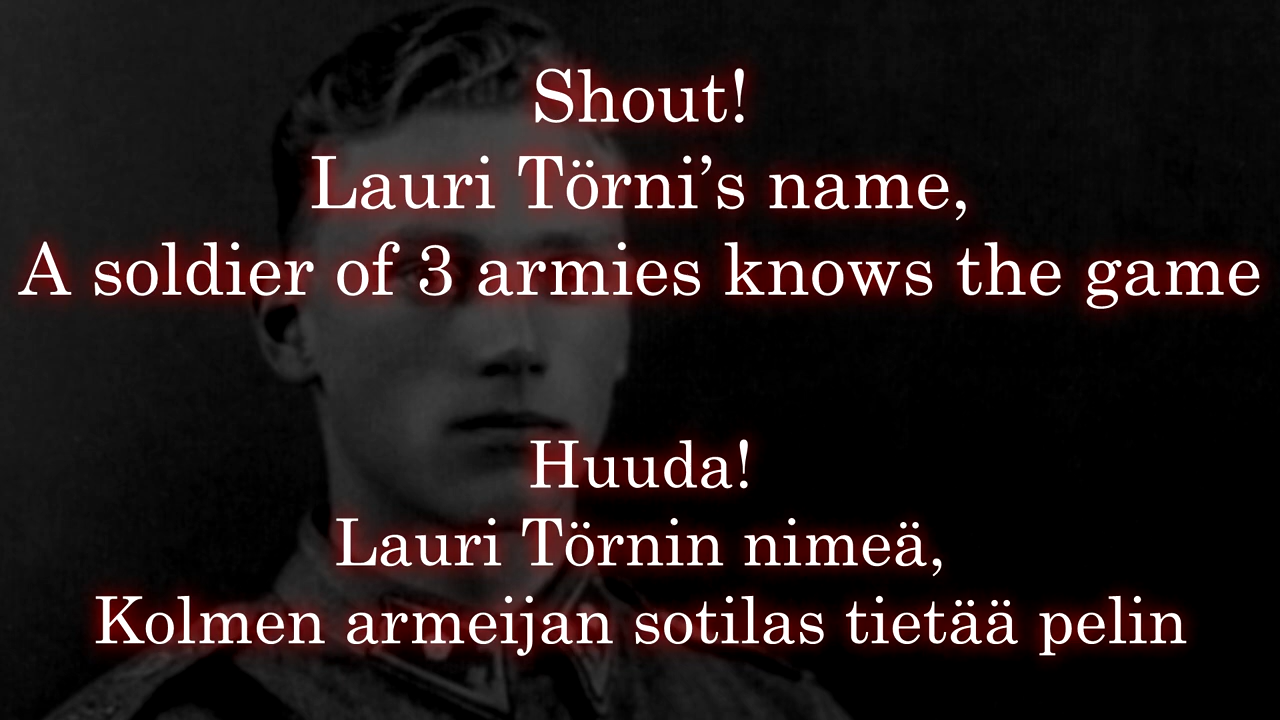 Shout!
Lauri Törni’s name,
A soldier of 3 armies knows the game
Huuda!
Lauri Törnin nimeä,
Kolmen armeijan sotilas tietää pelin